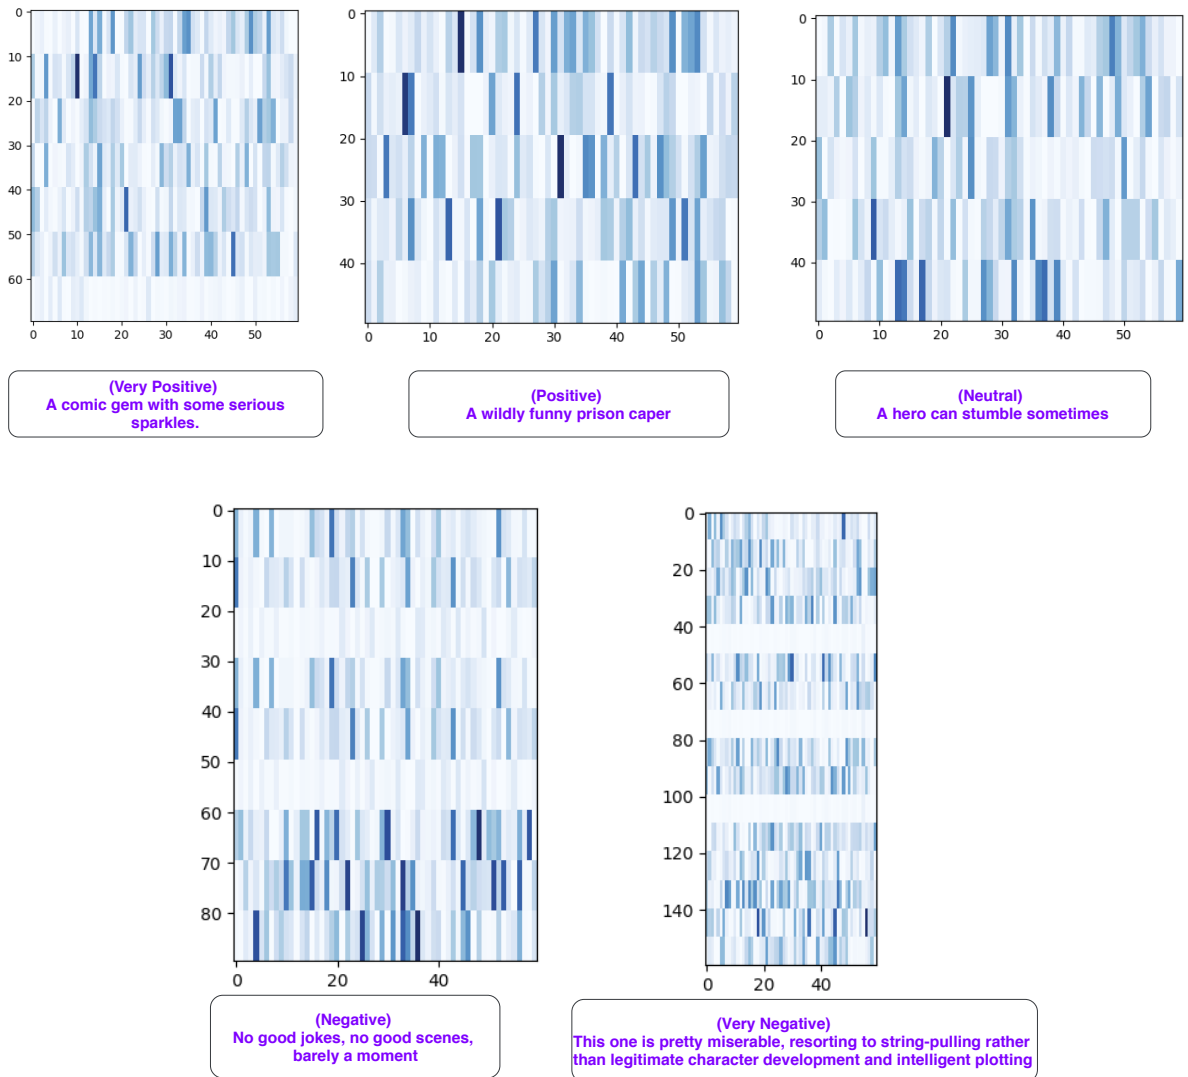 0
10
20
30
40
50
60
0 10 20 30 40 50
0
10
20
30
40
0 10 20 30 40 50
0
10
20
30
40
0 10 20 30 40 50
(Very Positive)
A comic gem with some serious
sparkles.
(Positive)
A wildly funny prison caper
(Neutral)
A hero can stumble sometimes
0
10
20
30
40
50
60
70
80
0 20 40
0
20
40
60
80
100
120
140
0 20 40
(Negative)
No good jokes, no good scenes,
barely a moment
(Very Negative)
This one is pretty miserable, resorting to string-pulling rather
than legitimate character development and intelligent plotting